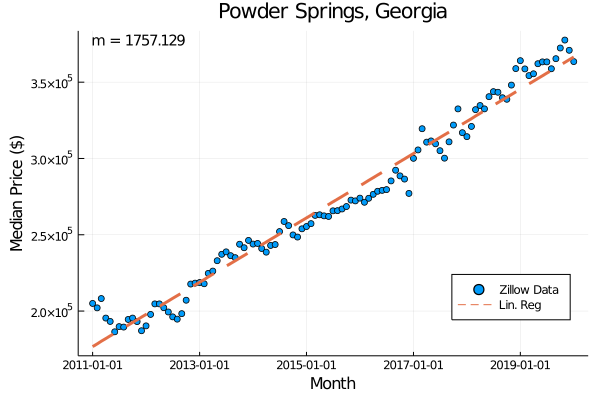 Powder Springs, Georgia
m = 1757.129
3.5×10⁵
3.0×10⁵
2.5×10⁵
2.0×10⁵
Median Price ($)
Zillow Data
Lin. Reg
2011-01-01 2013-01-01 2015-01-01 2017-01-01 2019-01-01
Month